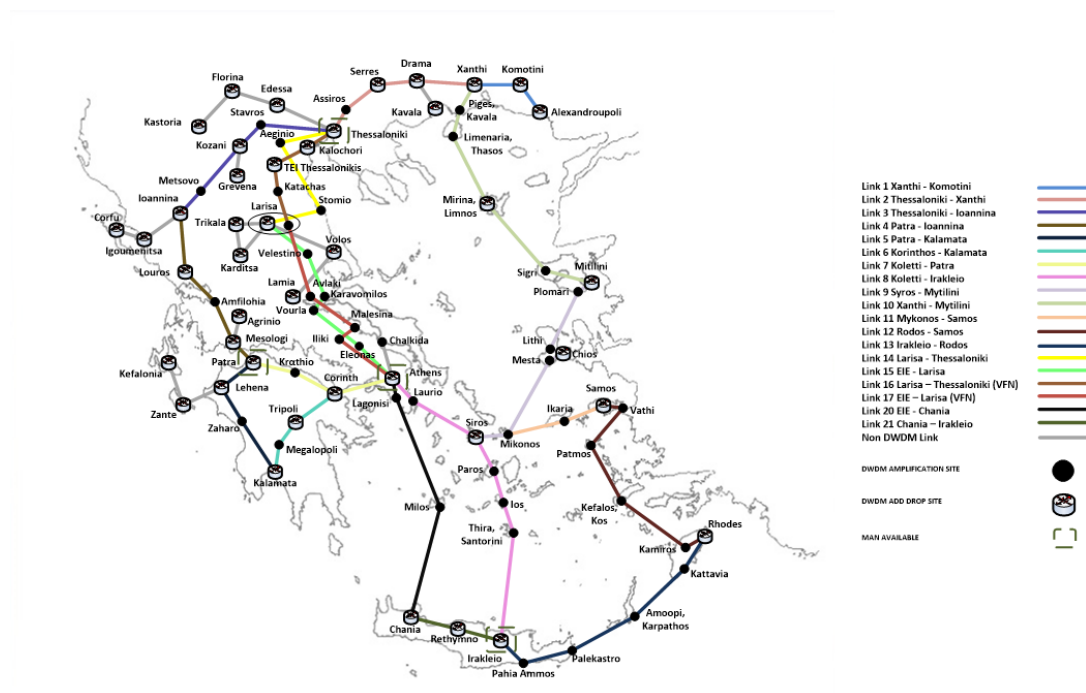 Florina
Edessa
Kastoria
Stavros
Aeginio
Kozani
Grevena
Metsovo
Ioannina
Corfu
Igoumenitsa
Trikala
Karditsa
Larisa
Louros
Amfilohia
Agrinio
Mesologi
Patra
Kefalonia
Zante
Lehena
Zaharo
Kalamata
Megalopoli
Tripoli
Corinth
Krathio
Assiros
Serres
Drama
Kavala
Xanthi
Komotini
Alexandroupoli
Piges,
Kavala
Limenaria,
Thasos
Thessaloniki
Kalochori
TEI Thessalonikis
Katachas
Stomio
Volos
Velestino
Lamia
Avlaki
Karavomilos
Vourla
Malesina
Iliki
Eleonas
Chalkida
Athens
Laurio
Lagonisi
Mirina,
Limnos
Sigri
Mitilini
Plomari
Lithi
Mesta
Chios
Samos
Vathi
Ikaria
Siros
Mikonos
Patmos
Paros
Ios
Thira,
Santorini
Milos
Kefalos,
Kos
Rhodes
Kamiros
Kattavia
Amoopi,
Karpathos
Palekastro
Pahia Ammos
Irakleio
Rethymno
Chania
Link 1 Xanthi - Komotini
Link 2 Thessaloniki - Xanthi
Link 3 Thessaloniki - Ioannina
Link 4 Patra - Ioannina
Link 5 Patra - Kalamata
Link 6 Korinthos - Kalamata
Link 7 Koletti - Patra
Link 8 Koletti - Irakleio
Link 9 Syros - Mytilini
Link 10 Xanthi - Mytilini
Link 11 Mykonos - Samos
Link 12 Rodos - Samos
Link 13 Irakleio - Rodos
Link 14 Larisa - Thessaloniki
Link 15 EIE - Larisa
Link 16 Larisa – Thessaloniki (VFN)
Link 17 EIE – Larisa (VFN)
Link 20 EIE - Chania
Link 21 Chania – Irakleio
Non DWDM Link
DWDM AMPLIFICATION SITE
DWDM ADD DROP SITE
MAN AVAILABLE